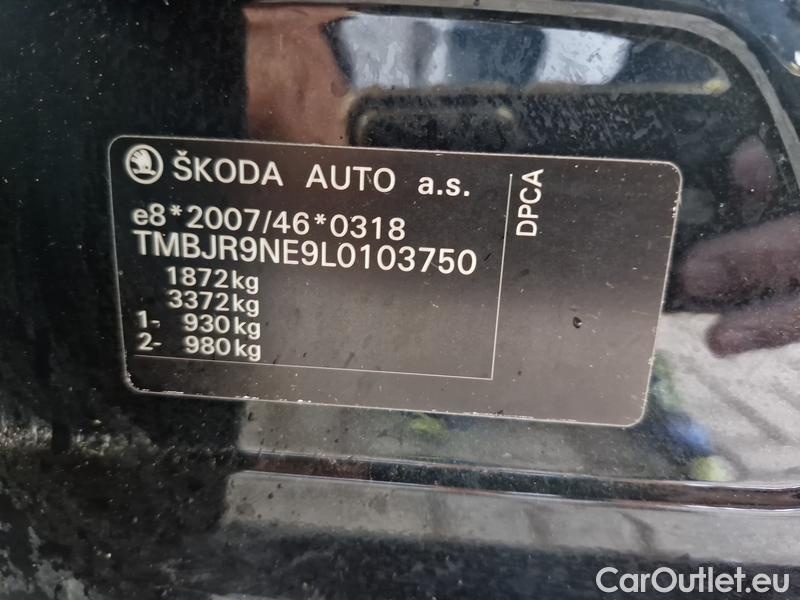 ŠKODA AUTO a.s.
e8*2007/46*0318
TMBJR9NE9L0103750
1872kg
3372kg
1- 930kg
2- 980kg
DPCA
CarOutlet.eu